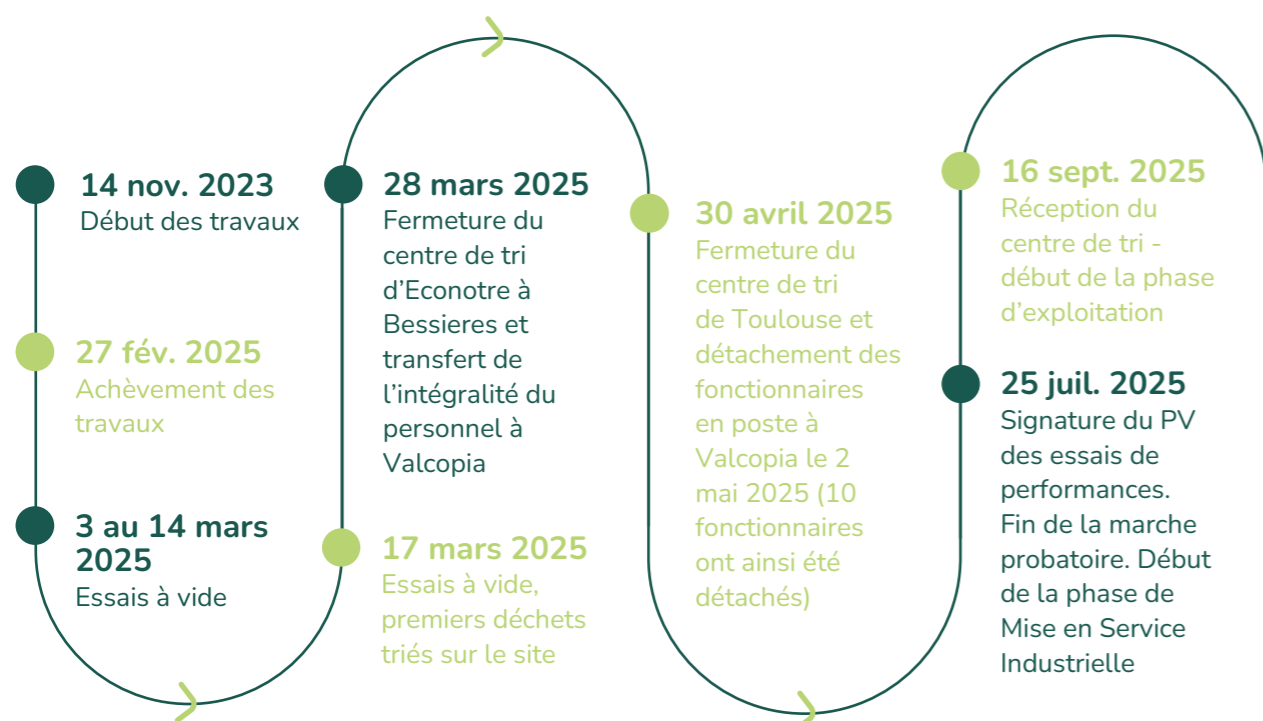 14 nov. 2023
Début des travaux
27 fév. 2025
Achèvement des
travaux
3 au 14 mars
2025
Essais à vide
17 mars 2025
Essais à vide,
premiers déchets
triés sur le site
28 mars 2025
Fermeture du
centre de tri
d’Econotre à
Bessieres et
transfert de
l’intégralité du
personnel à
Valcopia
30 avril 2025
Fermeture du
centre de tri
de Toulouse et
détachement des
fonctionnaires
en poste à
Valcopia le 2
mai 2025 (10
fonctionnaires
ont ainsi été
détachés)
25 juil. 2025
Signature du PV
des essais de
performances.
Fin de la marche
probatoire. Début
de la phase de
Mise en Service
Industrielle
16 sept. 2025
Réception du
centre de tri -
début de la phase
d’exploitation